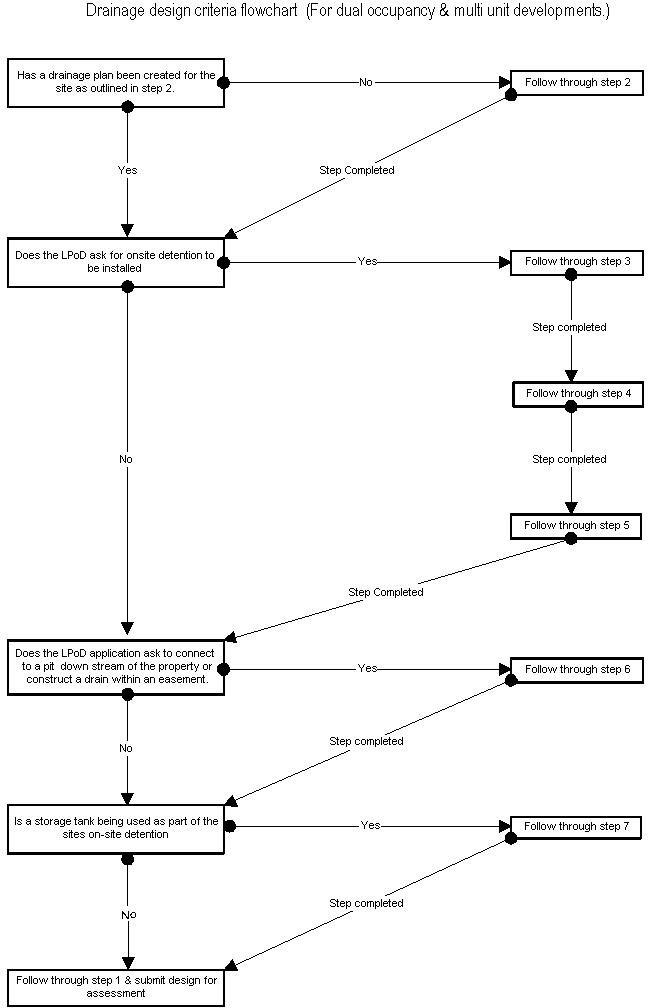 Drainage design criteria flowchart (For dual occupancy & multi unit developments.)
Has a drainage plan been created for the
site as outlined in step 2.
No
Follow through step 2
Yes
Step Completed
Does the LPoD ask for onsite detention to
be installed
Yes
Follow through step 3
Step completed
Follow through step 4
No
Step completed
Follow through step 5
Step Completed
Does the LPoD application ask to connect
to a pit down stream of the property or
construct a drain within an easement.
Yes
Follow through step 6
No
Step completed
Is a storage tank being used as part of the
sites on-site detention
Yes
Follow through step 7
No
Step completed
Follow through step 1 & submit design for
assessment